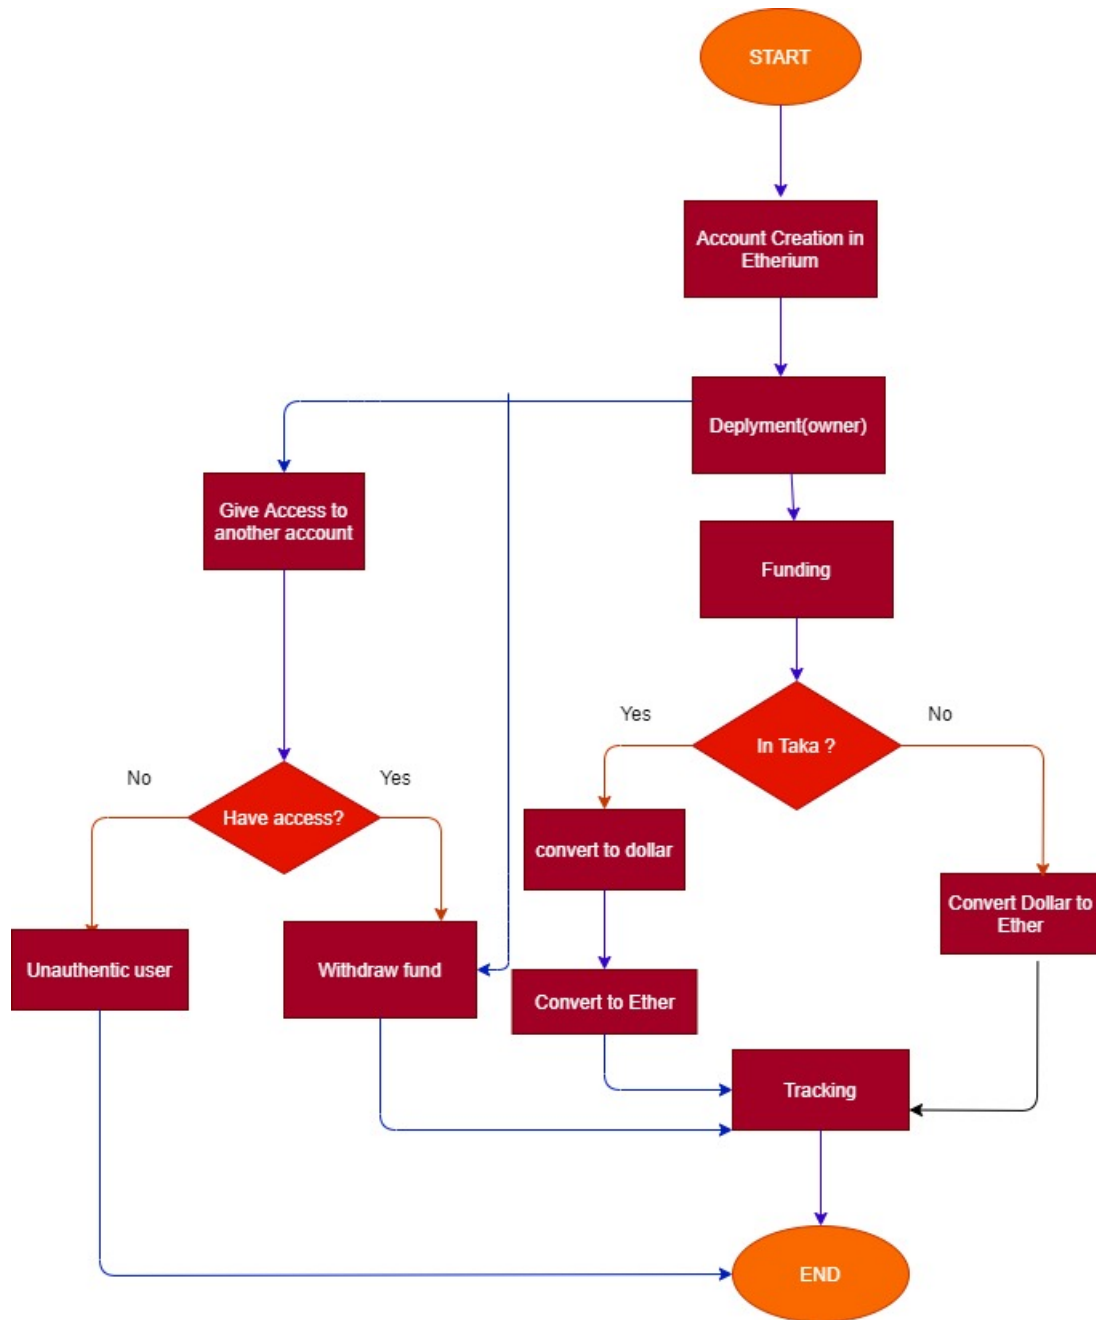 START
Account Creation in
Etherium
Deplyment(owner)
Give Access to
another account
Funding
Yes
No
In Taka ?
No
Yes
Have access?
convert to dollar
Convert Dollar to
Ether
Unauthentic user
Withdraw fund
Convert to Ether
Tracking
END